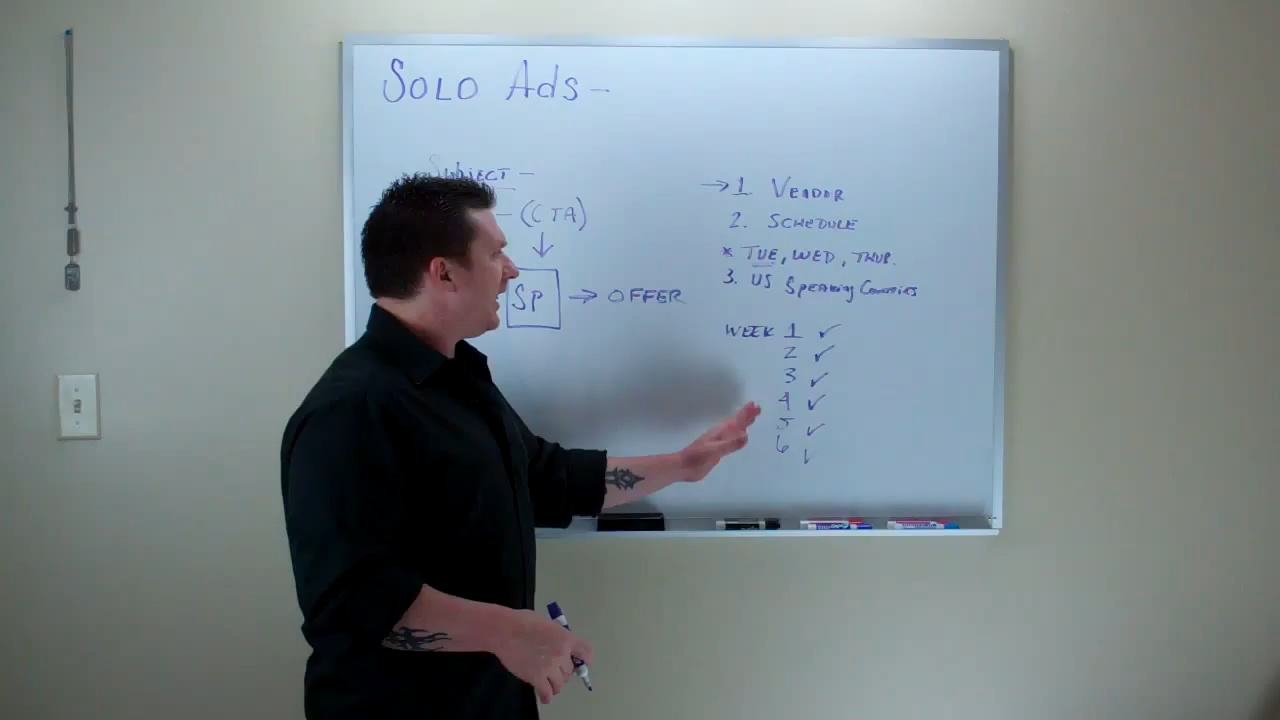 SOLO Ads -
SUBJECT -
- (CTA)
SP → OFFER
→ 1. VENDOR
2. SCHEDULE
* TUE, WED, THUR.
3. US Speaking Countries
WEEK 1 ✓
2 ✓
3 ✓
4 ✓
5 ✓
6 ✓